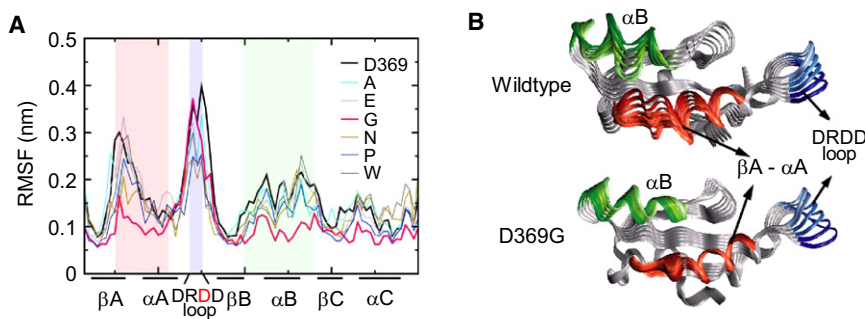 A
RMSF (nm)
0.5
0.4
0.3
0.2
0.1
0
D369
A
E
G
N
P
W
βA αA DRDD loop βB αB βC αC
B
αB
Wildtype
DRDD
loop
βA - αA
αB
D369G